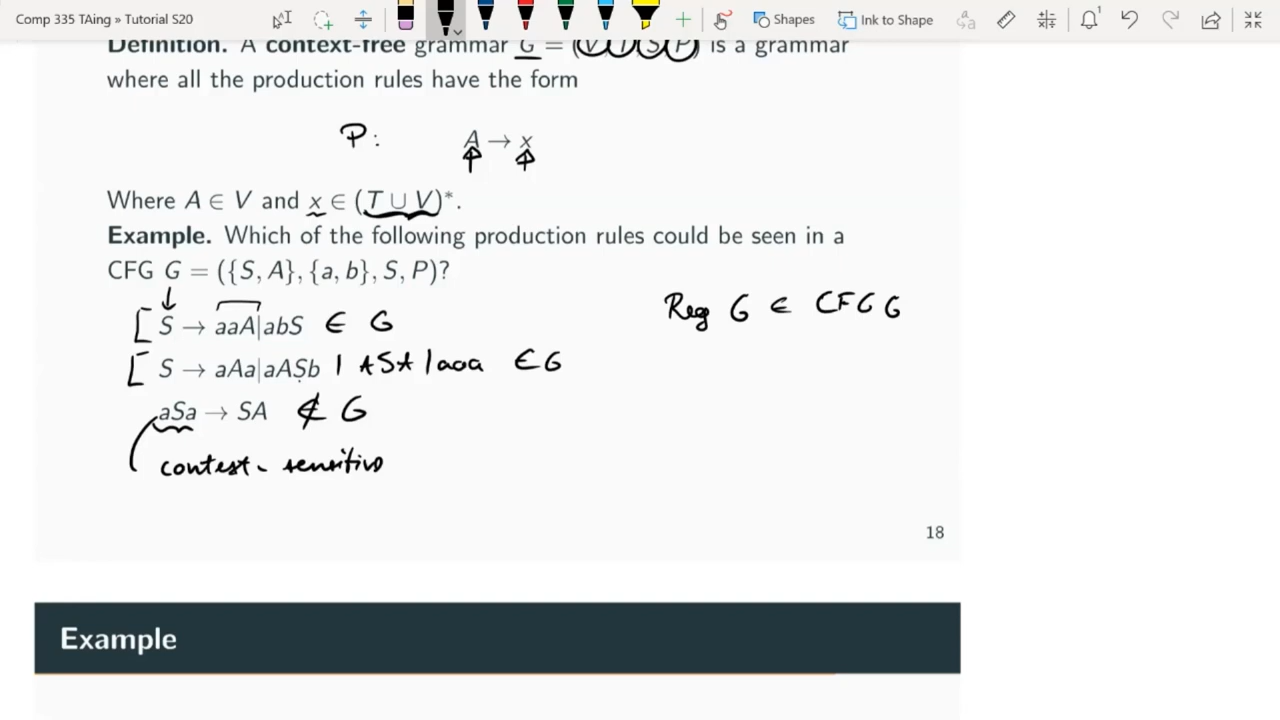 Comp 335 TAing » Tutorial S20
Shapes
Ink to Shape
Definition. A context-free grammar G = (V, T, S, P) is a grammar
where all the production rules have the form
P: A → x
Where A ∈ V and x ∈ (T ∪ V)*.
Example. Which of the following production rules could be seen in a
CFG G = ({S, A}, {a, b}, S, P)?
S → aaA|abS ∈ G
Reg G ∈ CFG G
S → aAa|aASb | ASA | aaa ∈ G
aSa → SA ∉ G
context-sensitive
18
Example